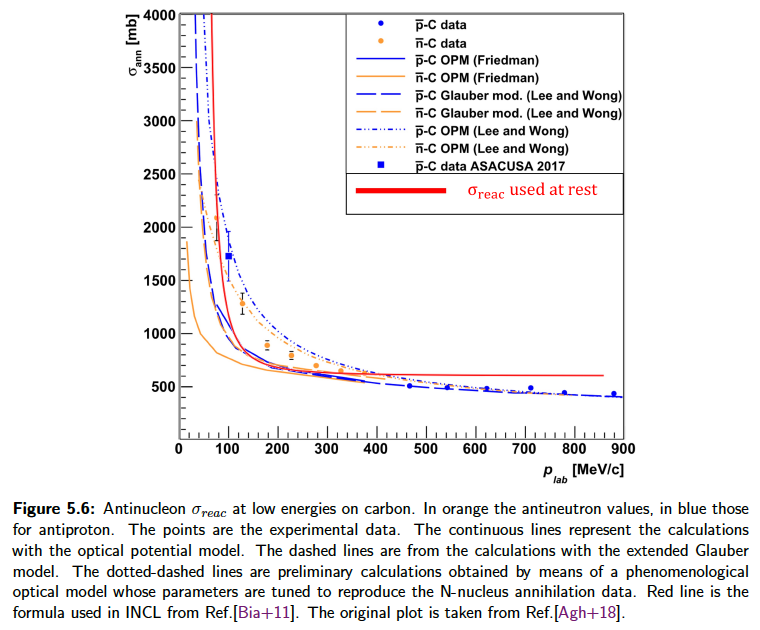 4000
3500
3000
2500
2000
1500
1000
500
σann [mb]
p̅-C data
n̅-C data
p̅-C OPM (Friedman)
n̅-C OPM (Friedman)
p̅-C Glauber mod. (Lee and Wong)
n̅-C Glauber mod. (Lee and Wong)
p̅-C OPM (Lee and Wong)
n̅-C OPM (Lee and Wong)
p̅-C data ASACUSA 2017
σreac used at rest
0 100 200 300 400 500 600 700 800 900
plab [MeV/c]
Figure 5.6: Antinucleon σreac at low energies on carbon. In orange the antineutron values, in blue those
for antiproton. The points are the experimental data. The continuous lines represent the calculations
with the optical potential model. The dashed lines are from the calculations with the extended Glauber
model. The dotted-dashed lines are preliminary calculations obtained by means of a phenomenological
optical model whose parameters are tuned to reproduce the N-nucleus annihilation data. Red line is the
formula used in INCL from Ref.[Bia+11]. The original plot is taken from Ref.[Agh+18].